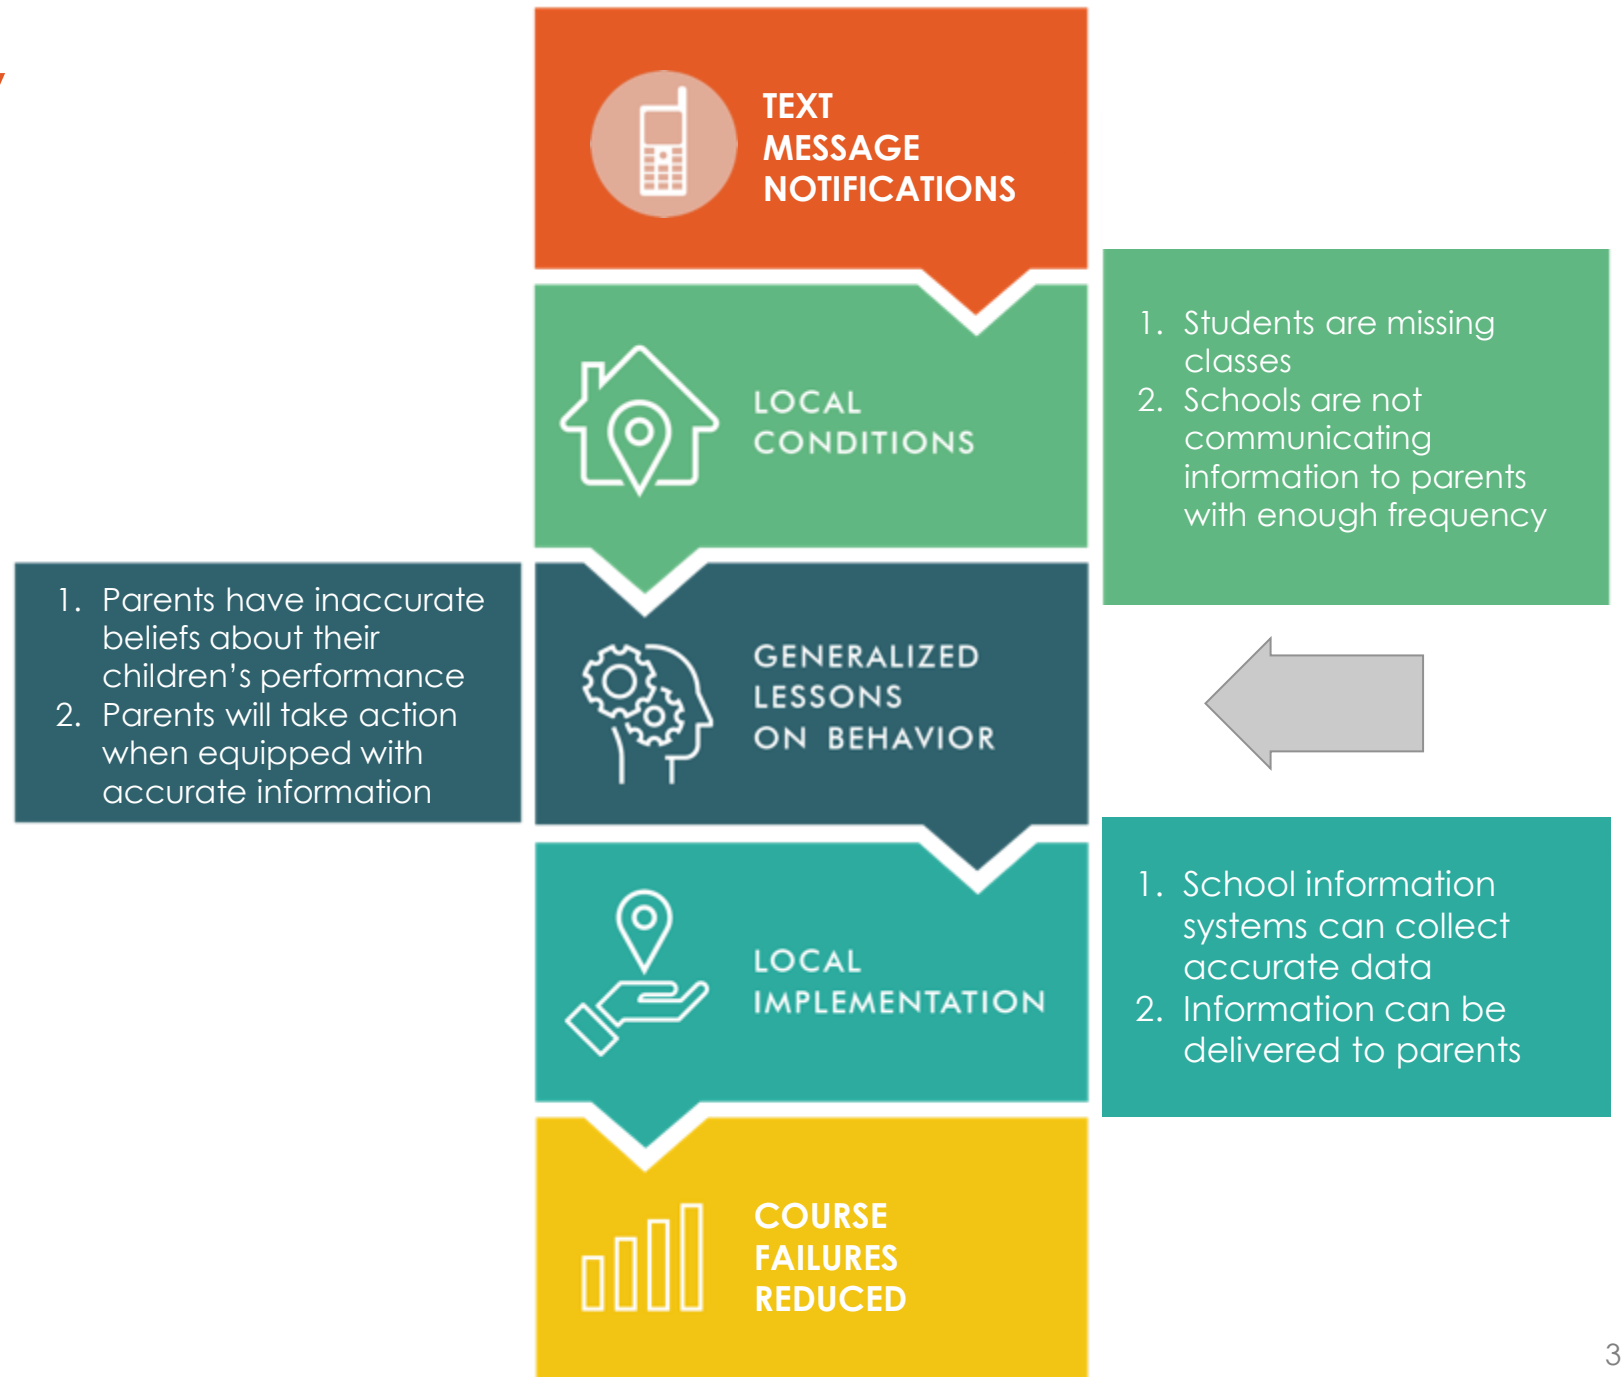 TEXT
MESSAGE
NOTIFICATIONS
LOCAL
CONDITIONS
1. Students are missing
classes
2. Schools are not
communicating
information to parents
with enough frequency
1. Parents have inaccurate
beliefs about their
children’s performance
2. Parents will take action
when equipped with
accurate information
GENERALIZED
LESSONS
ON BEHAVIOR
LOCAL
IMPLEMENTATION
1. School information
systems can collect
accurate data
2. Information can be
delivered to parents
COURSE
FAILURES
REDUCED
3